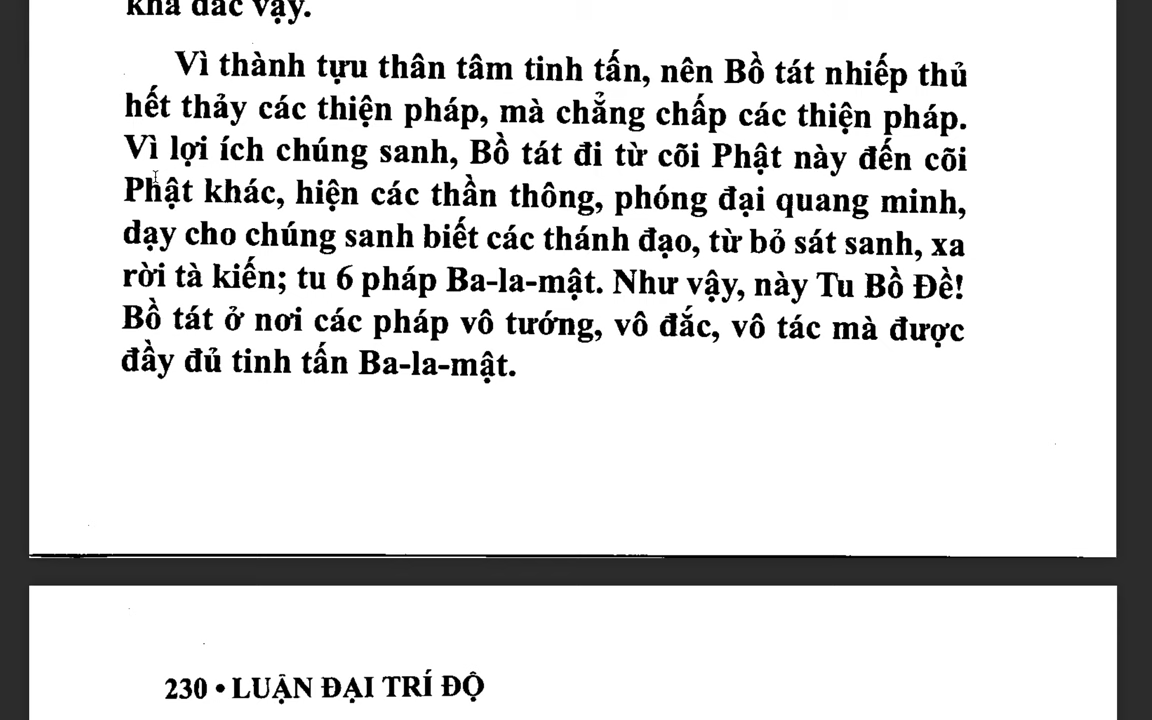 khả đắc vậy.
Vì thành tựu thân tâm tinh tấn, nên Bồ tát nhiếp thủ
hết thảy các thiện pháp, mà chẳng chấp các thiện pháp.
Vì lợi ích chúng sanh, Bồ tát đi từ cõi Phật này đến cõi
Phật khác, hiện các thần thông, phóng đại quang minh,
dạy cho chúng sanh biết các thánh đạo, từ bỏ sát sanh, xa
rời tà kiến; tu 6 pháp Ba-la-mật. Như vậy, này Tu Bồ Đề!
Bồ tát ở nơi các pháp vô tướng, vô đắc, vô tác mà được
đầy đủ tinh tấn Ba-la-mật.
230 • LUẬN ĐẠI TRÍ ĐỘ